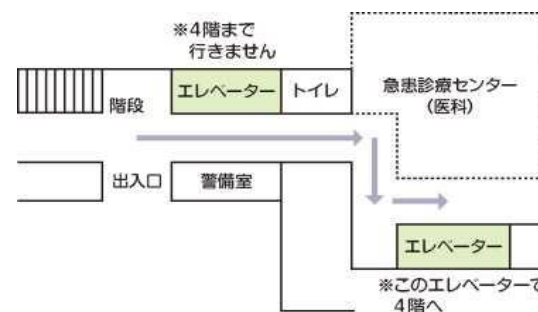 ※4階まで
行きません
エレベーター
トイレ
急患診療センター
(医科)
階段
出入口
警備室
エレベーター
※このエレベーターで
4階へ